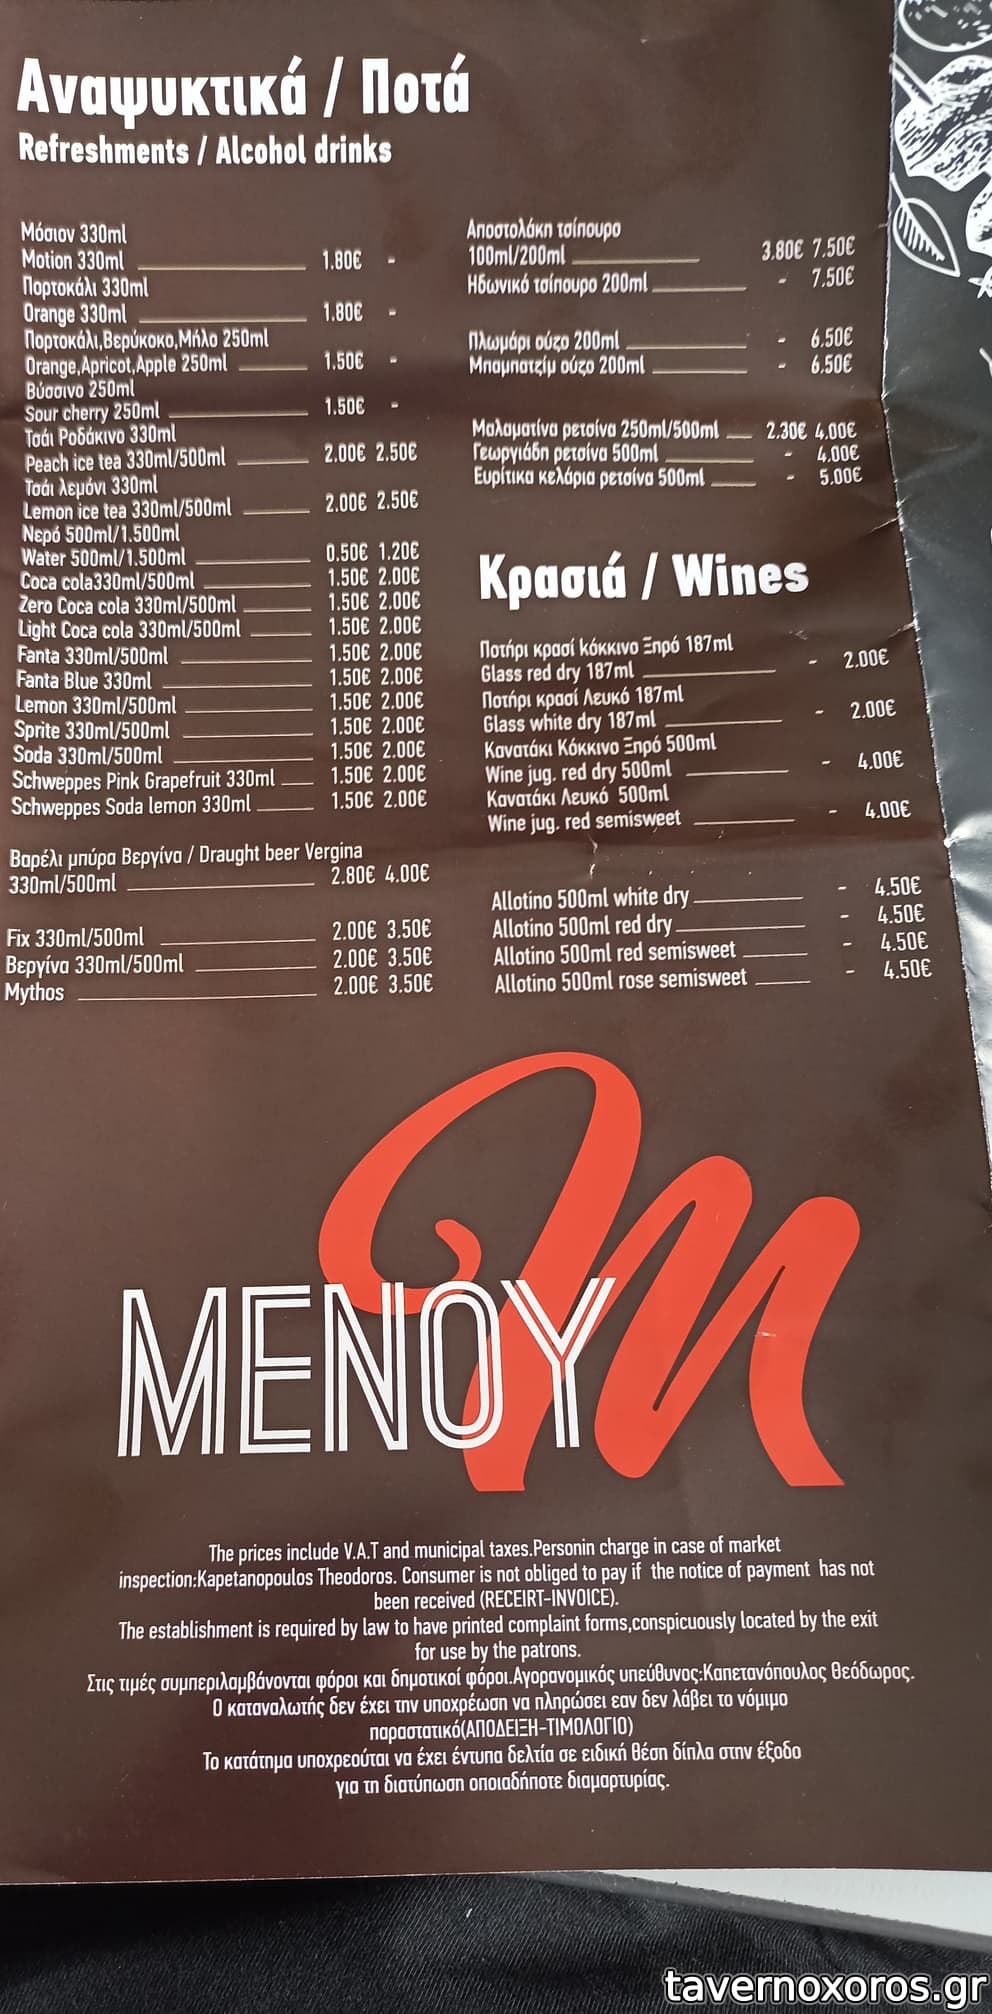 Αναψυκτικά / Ποτά
Refreshments / Alcohol drinks
Μόσιον 330ml
Motion 330ml 1.80€ -
Πορτοκάλι 330ml
Orange 330ml 1.80€ -
Πορτοκάλι,Βερύκοκο,Μήλο 250ml
Orange,Apricot,Apple 250ml 1.50€ -
Βύσσινο 250ml
Sour cherry 250ml 1.50€ -
Τσάι Ροδάκινο 330ml
Peach ice tea 330ml/500ml 2.00€ 2.50€
Τσάι λεμόνι 330ml
Lemon ice tea 330ml/500ml 2.00€ 2.50€
Νερό 500ml/1.500ml
Water 500ml/1.500ml 0.50€ 1.20€
Coca cola330ml/500ml 1.50€ 2.00€
Zero Coca cola 330ml/500ml 1.50€ 2.00€
Light Coca cola 330ml/500ml 1.50€ 2.00€
Fanta 330ml/500ml 1.50€ 2.00€
Fanta Blue 330ml 1.50€ 2.00€
Lemon 330ml/500ml 1.50€ 2.00€
Sprite 330ml/500ml 1.50€ 2.00€
Soda 330ml/500ml 1.50€ 2.00€
Schweppes Pink Grapefruit 330ml 1.50€ 2.00€
Schweppes Soda lemon 330ml 1.50€ 2.00€
Βαρέλι μπύρα Βεργίνα / Draught beer Vergina
330ml/500ml 2.80€ 4.00€
Fix 330ml/500ml 2.00€ 3.50€
Βεργίνα 330ml/500ml 2.00€ 3.50€
Mythos 2.00€ 3.50€
Αποστολάκη τσίπουρο
100ml/200ml 3.80€ 7.50€
Ηδωνικό τσίπουρο 200ml - 7.50€
Πλωμάρι ούζο 200ml - 6.50€
Μπαμπατζίμ ούζο 200ml - 6.50€
Μαλαματίνα ρετσίνα 250ml/500ml 2.30€ 4.00€
Γεωργιάδη ρετσίνα 500ml - 4.00€
Ευρίτικα κελάρια ρετσίνα 500ml - 5.00€
Κρασιά / Wines
Ποτήρι κρασί κόκκινο Ξηρό 187ml
Glass red dry 187ml - 2.00€
Ποτήρι κρασί Λευκό 187ml
Glass white dry 187ml - 2.00€
Κανατάκι Κόκκινο Ξηρό 500ml
Wine jug. red dry 500ml - 4.00€
Κανατάκι Λευκό 500ml
Wine jug. red semisweet - 4.00€
Allotino 500ml white dry - 4.50€
Allotino 500ml red dry - 4.50€
Allotino 500ml red semisweet - 4.50€
Allotino 500ml rose semisweet - 4.50€
ΜΕΝΟΥ
M
The prices include V.A.T and municipal taxes.Personin charge in case of market
inspection:Kapetanopoulos Theodoros. Consumer is not obliged to pay if the notice of payment has not
been received (RECEIRT-INVOICE).
The establishment is required by law to have printed complaint forms,conspicuously located by the exit
for use by the patrons.
Στις τιμές συμπεριλαμβάνονται φόροι και δημοτικοί φόροι.Αγορανομικός υπεύθυνος:Καπετανόπουλος Θεόδωρος.
Ο καταναλωτής δεν έχει την υποχρέωση να πληρώσει εαν δεν λάβει το νόμιμο
παραστατικό(ΑΠΟΔΕΙΞΗ-ΤΙΜΟΛΟΓΙΟ)
Το κατάτημα υποχρεούται να έχει έντυπα δελτία σε ειδική θέση δίπλα στην έξοδο
για τη διατύπωση οποιαδήποτε διαμαρτυρίας.
tavernoxoros.gr